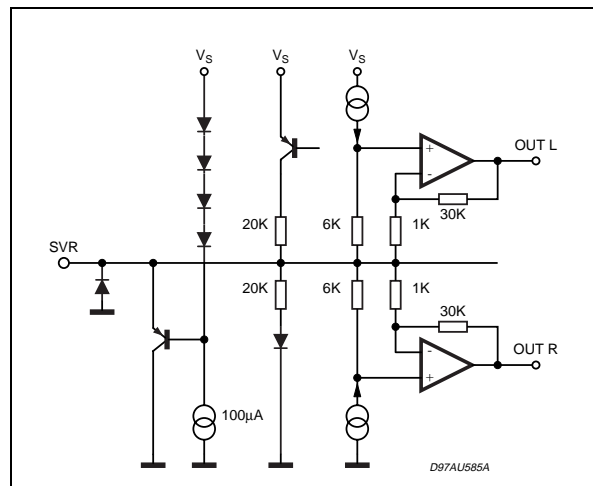 VS VS VS
OUT L
+
-
30K
20K 6K 1K
SVR
20K 6K 1K
30K
-
+
OUT R
100μA
D97AU585A